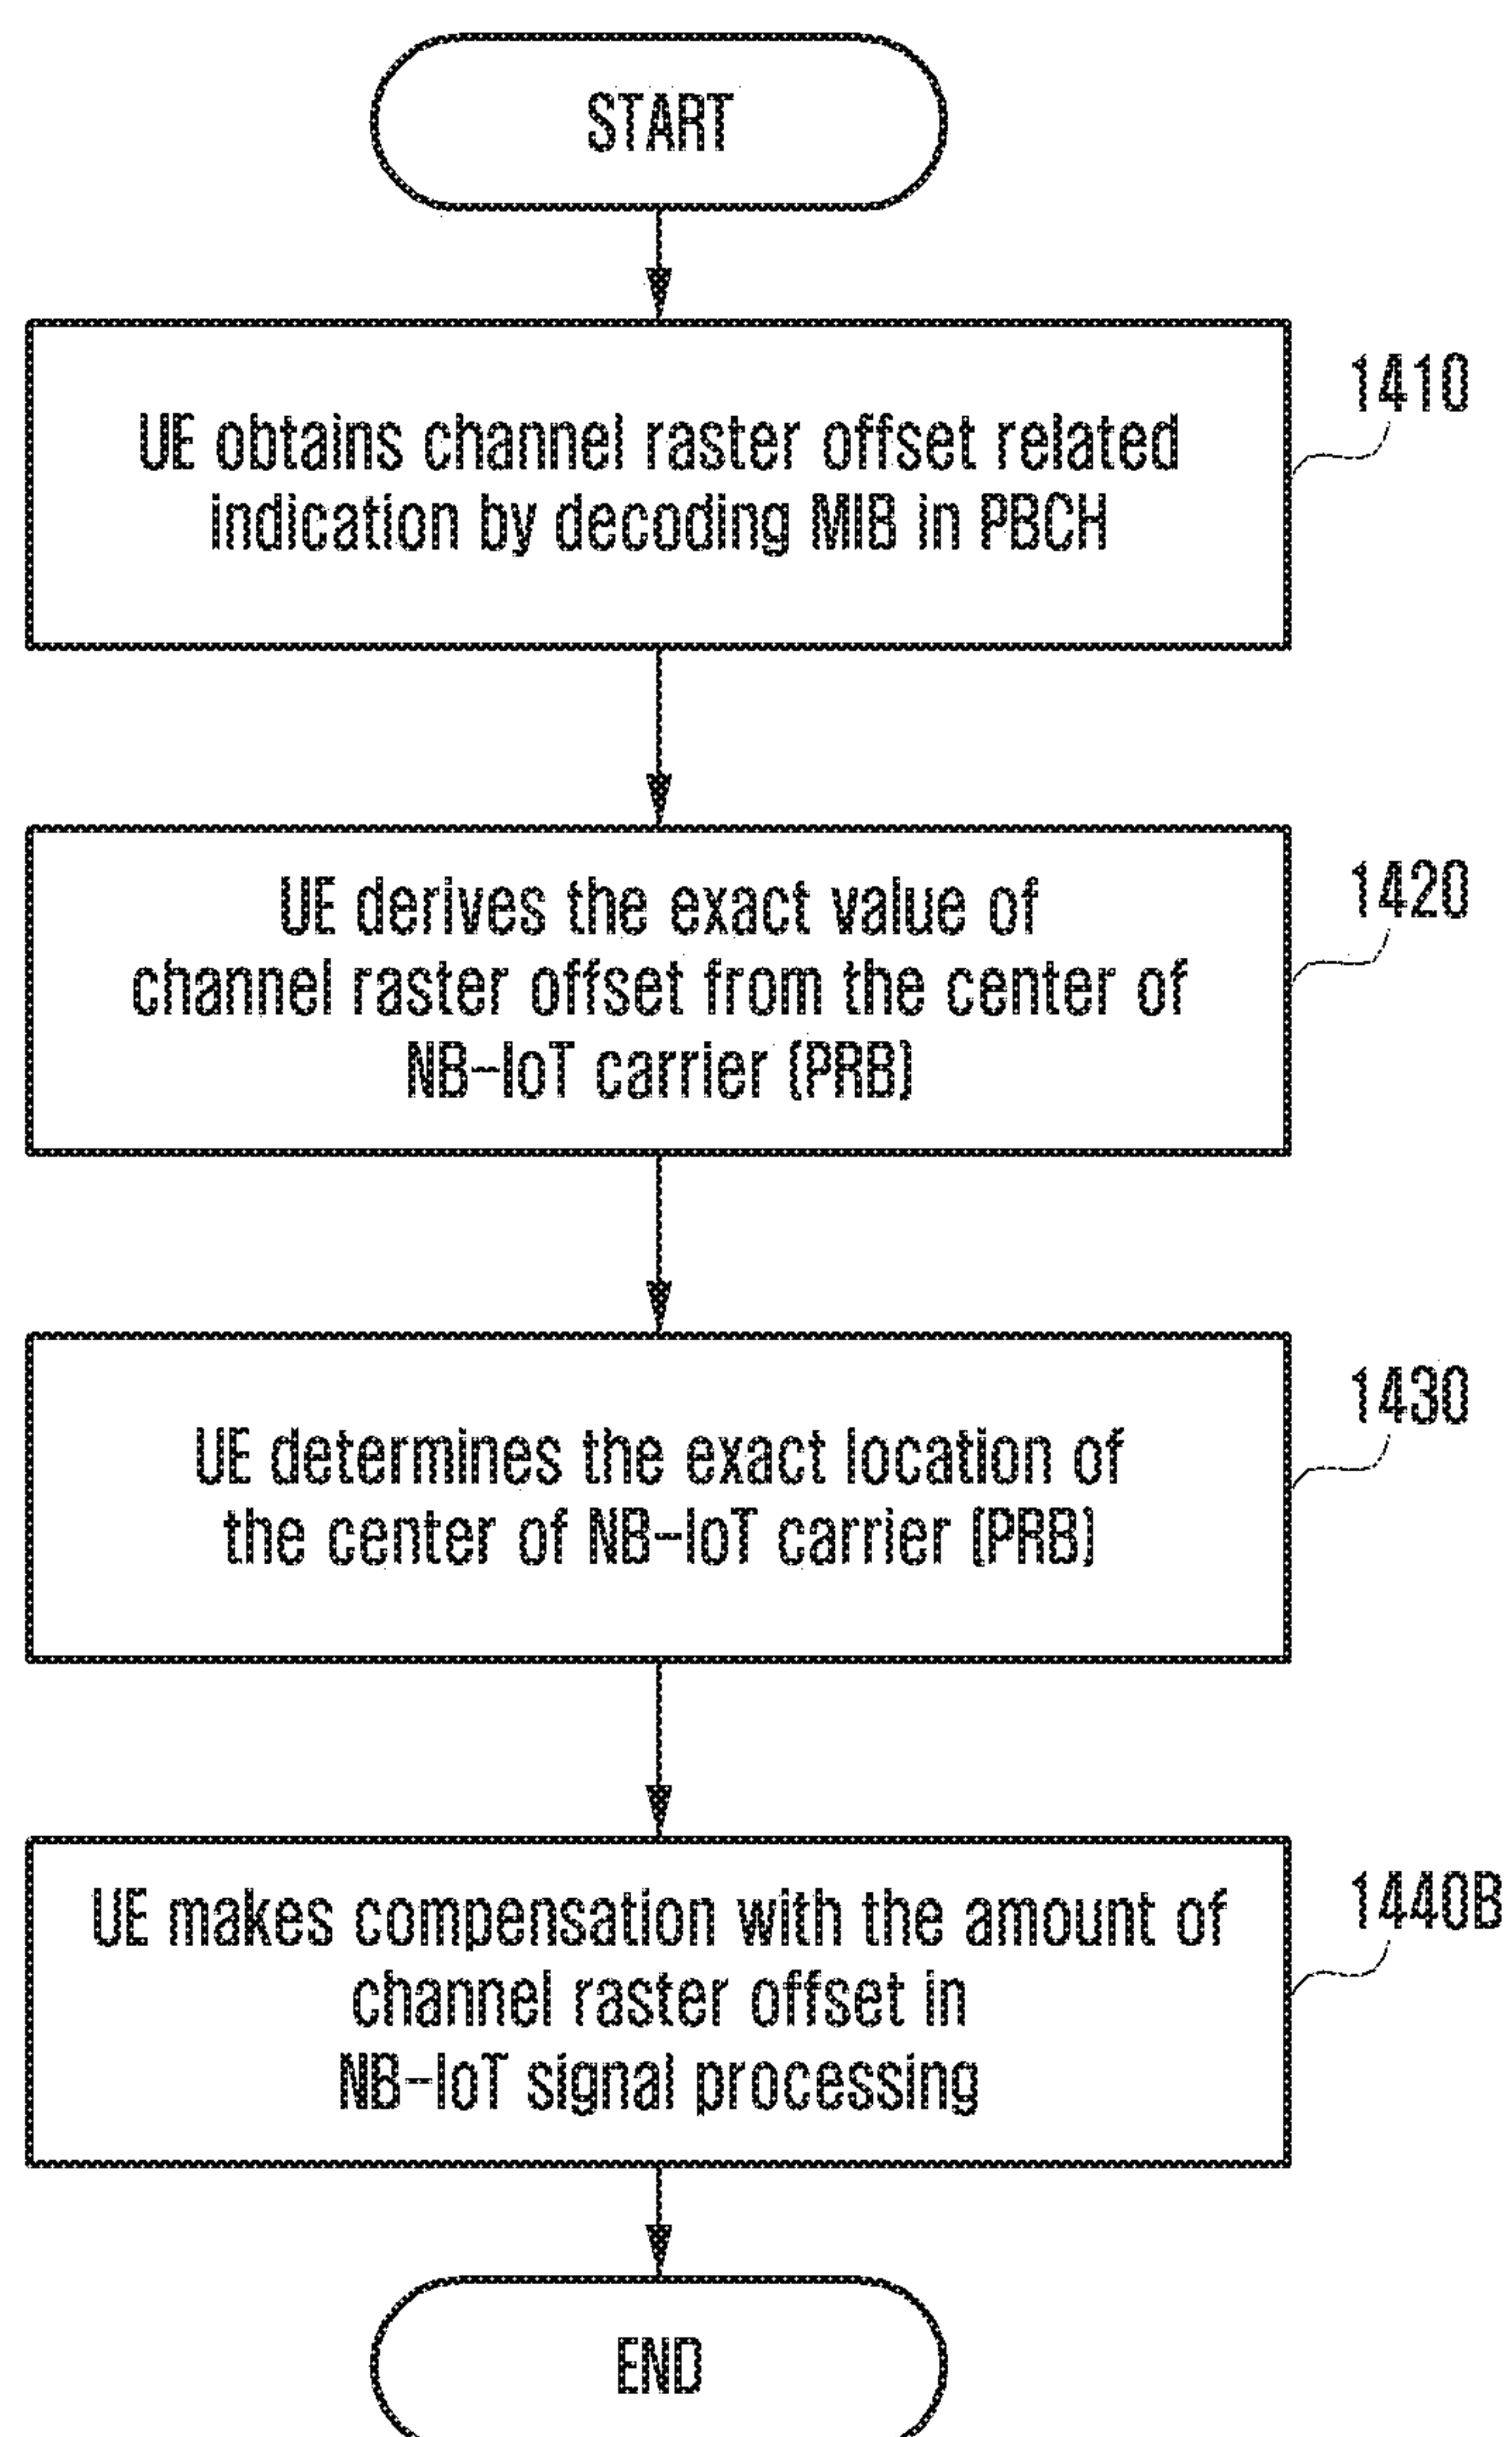 START
UE obtains channel raster offset related
indication by decoding MIB in PBCH
1410
UE derives the exact value of
channel raster offset from the center of
NB-IoT carrier (PRB)
1420
UE determines the exact location of
the center of NB-IoT carrier (PRB)
1430
UE makes compensation with the amount of
channel raster offset in
NB-IoT signal processing
1440B
END